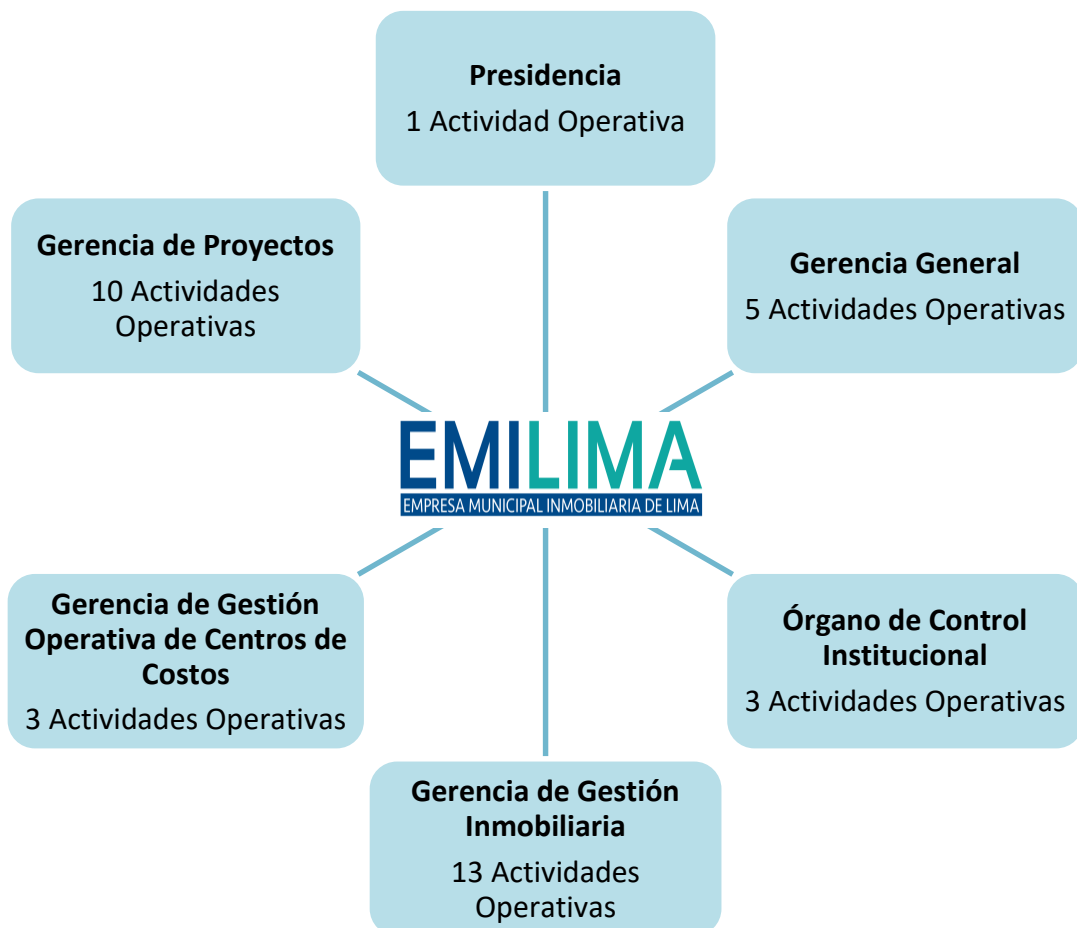 Presidencia
1 Actividad Operativa
Gerencia de Proyectos
10 Actividades
Operativas
Gerencia General
5 Actividades Operativas
EMILIMA
EMPRESA MUNICIPAL INMOBILIARIA DE LIMA
Gerencia de Gestión
Operativa de Centros de
Costos
3 Actividades Operativas
Órgano de Control
Institucional
3 Actividades Operativas
Gerencia de Gestión
Inmobiliaria
13 Actividades
Operativas